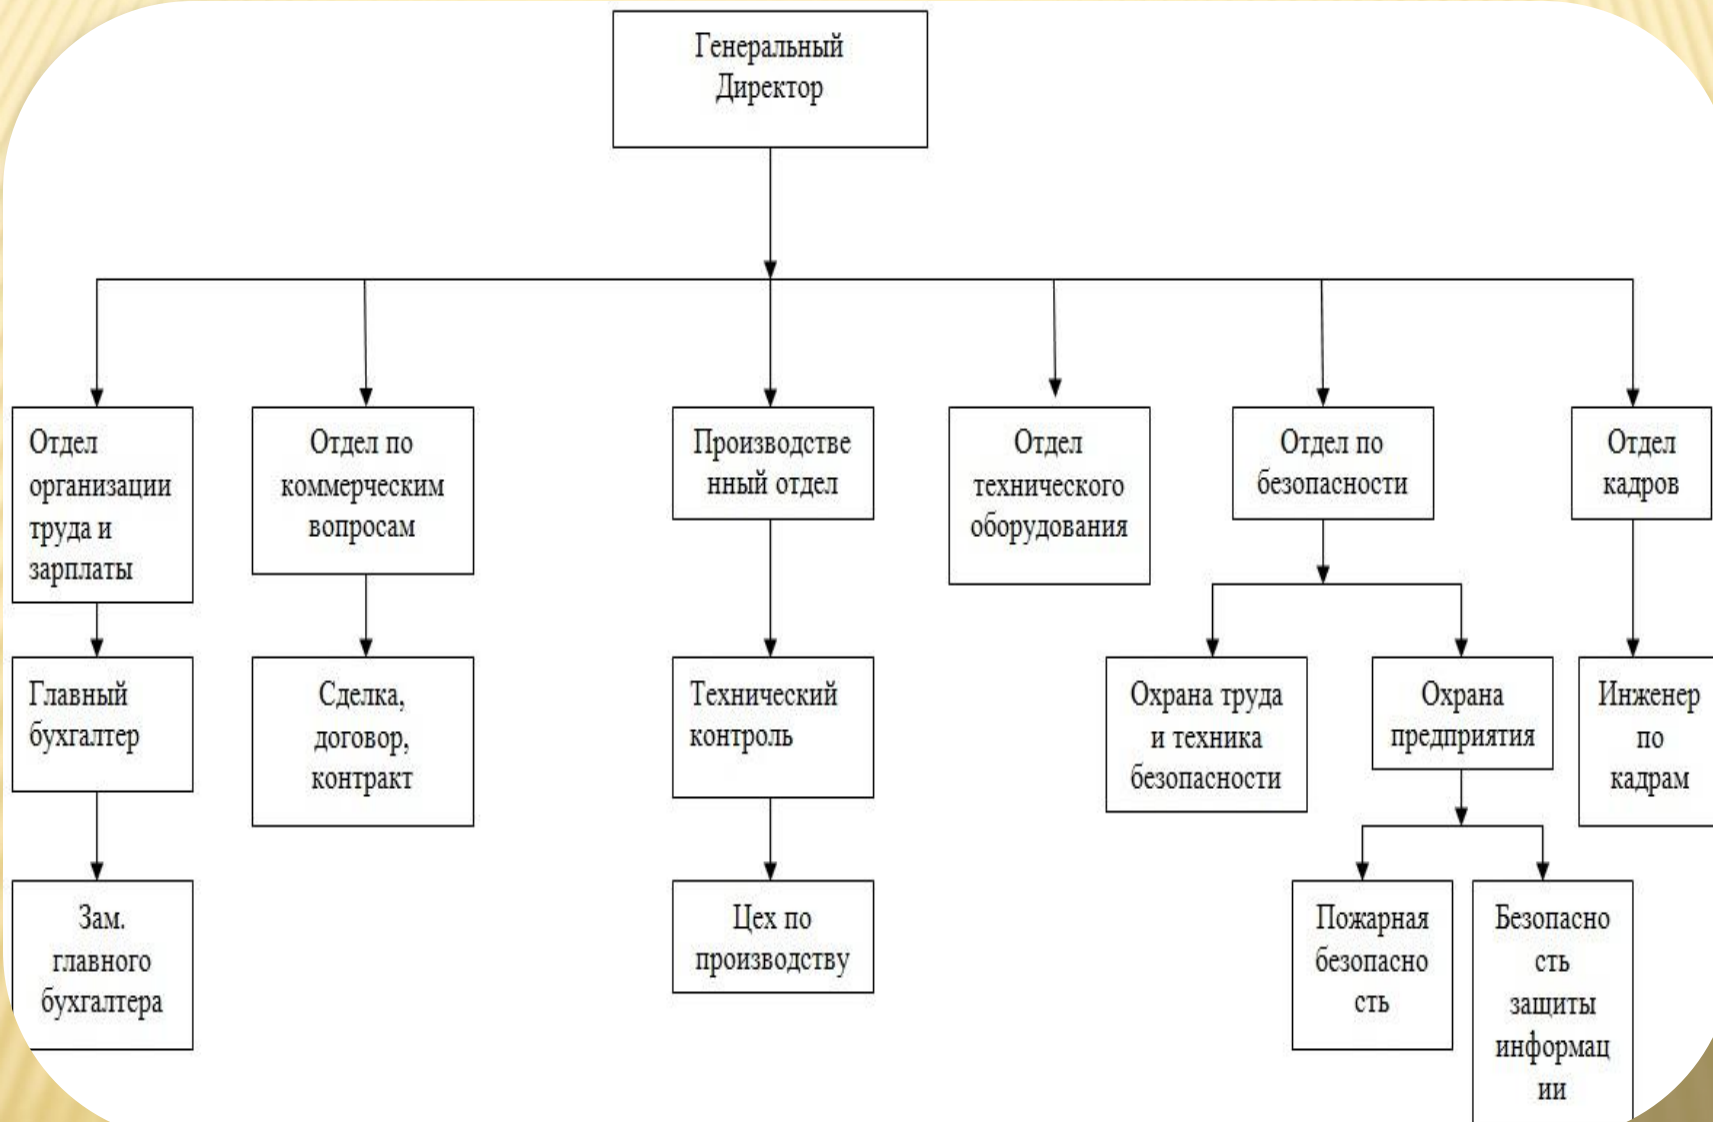 Генеральный
Директор
Отдел
организации
труда и
зарплаты
Отдел по
коммерческим
вопросам
Производстве
нный отдел
Отдел
технического
оборудования
Отдел по
безопасности
Отдел
кадров
Главный
бухгалтер
Сделка,
договор,
контракт
Технический
контроль
Охрана труда
и техника
безопасности
Охрана
предприятия
Инженер
по
кадрам
Зам.
главного
бухгалтера
Цех по
производству
Пожарная
безопасно
сть
Безопасно
сть
защиты
информац
ии